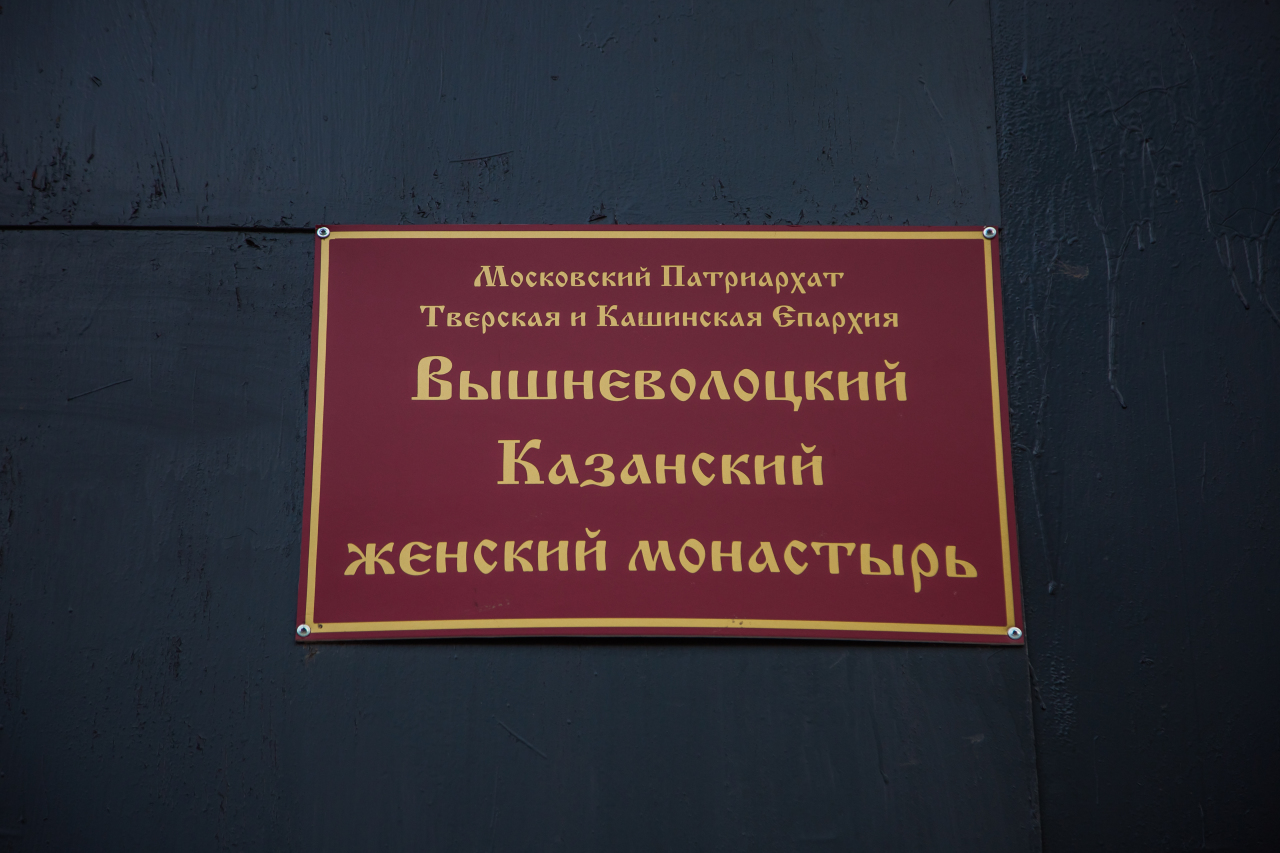 Московский Патриархат
Тверская и Кашинская Епархия
Вышневолоцкий
Казанский
женский монастырь